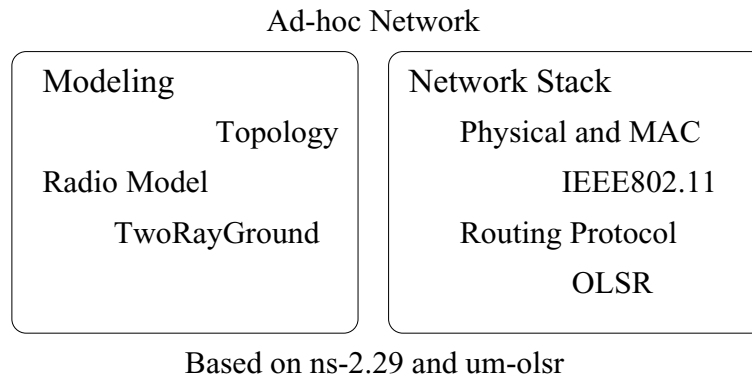 Ad-hoc Network
Modeling
Topology
Radio Model
TwoRayGround
Network Stack
Physical and MAC
IEEE802.11
Routing Protocol
OLSR
Based on ns-2.29 and um-olsr